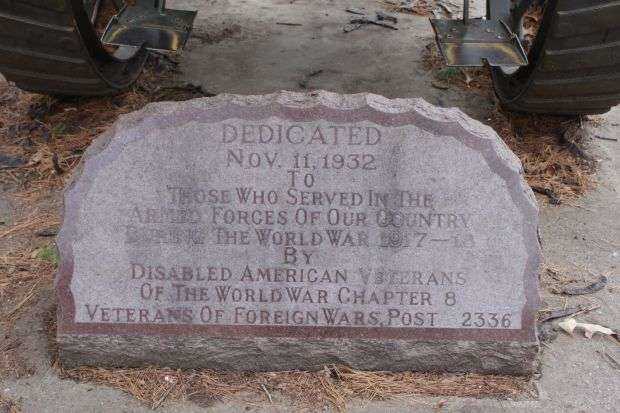 DEDICATED
NOV. 11, 1932
TO
THOSE WHO SERVED IN THE
ARMED FORCES OF OUR COUNTRY
DURING THE WORLD WAR 1917-18
BY
DISABLED AMERICAN VETERANS
OF THE WORLD WAR CHAPTER 8
VETERANS OF FOREIGN WARS, POST 2336